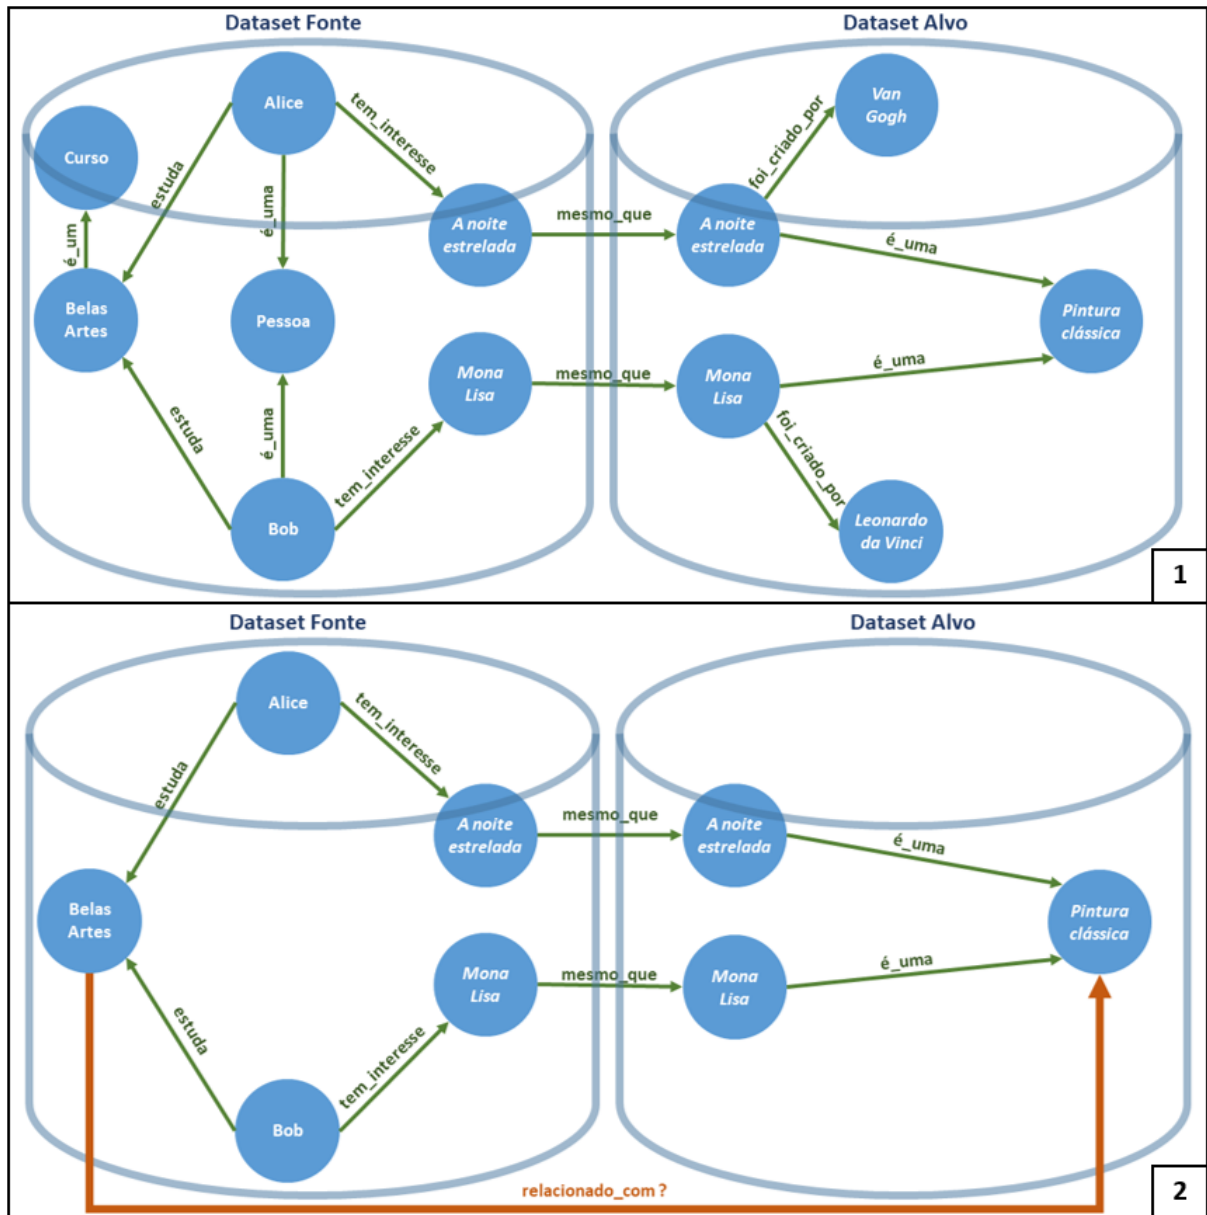 Dataset Fonte
Dataset Alvo
Alice
tem_interesse
Van
Gogh
foi_criado_por
Curso
estuda
é_uma
é_um
A noite
estrelada
mesmo_que
A noite
estrelada
é_uma
Belas
Artes
Pessoa
Pintura
clássica
Mona
Lisa
mesmo_que
Mona
Lisa
é_uma
estuda
é_uma
tem_interesse
foi_criado_por
Bob
Leonardo
da Vinci
1
Dataset Fonte
Dataset Alvo
Alice
tem_interesse
estuda
A noite
estrelada
mesmo_que
A noite
estrelada
é_uma
Belas
Artes
Pintura
clássica
Mona
Lisa
mesmo_que
Mona
Lisa
é_uma
estuda
tem_interesse
Bob
relacionado_com ?
2